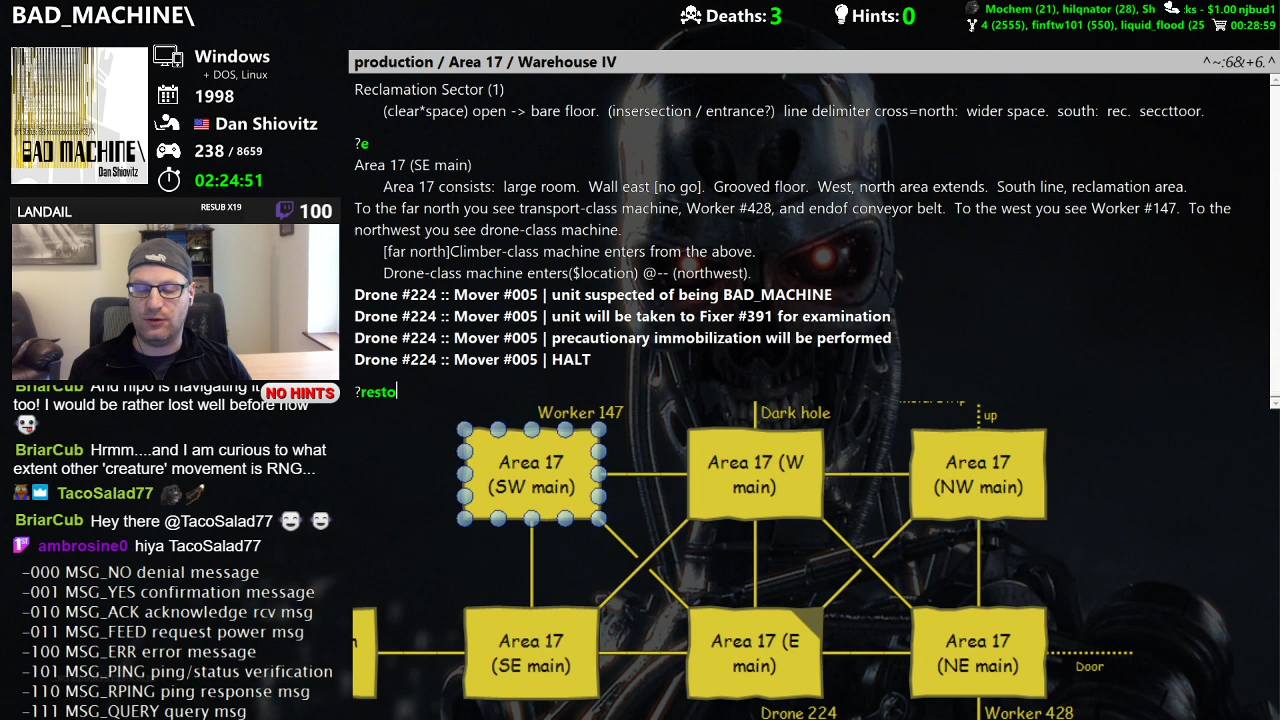 BAD_MACHINE\
Deaths: 3
Hints: 0
Mochem (21), hilqnator (28), Sh
:ks - $1.00 njbud1
4 (2555), finftw101 (550), liquid_flood (25
00:28:59
Windows
+ DOS, Linux
1998
Dan Shiovitz
238 / 8659
02:24:51
BAD MACHINE\
Dan Shiovitz
LANDAIL
RESUB X19
100
NO HINTS
BriarCub And hipo is navigating it
too! I would be rather lost well before now
BriarCub Hrmm....and I am curious to what
extent other 'creature' movement is RNG...
TacoSalad77
BriarCub Hey there @TacoSalad77
ambrosine0 hiya TacoSalad77
-000 MSG_NO denial message
-001 MSG_YES confirmation message
-010 MSG_ACK acknowledge rcv msg
-011 MSG_FEED request power msg
-100 MSG_ERR error message
-101 MSG_PING ping/status verification
-110 MSG_RPING ping response msg
-111 MSG_QUERY query msg
production / Area 17 / Warehouse IV
^~:6&+6.^
Reclamation Sector (1)
(clear*space) open -> bare floor. (insersection / entrance?) line delimiter cross=north: wider space. south: rec. seccttoor.
?e
Area 17 (SE main)
Area 17 consists: large room. Wall east [no go]. Grooved floor. West, north area extends. South line, reclamation area.
To the far north you see transport-class machine, Worker #428, and endof conveyor belt. To the west you see Worker #147. To the
northwest you see drone-class machine.
[far north]Climber-class machine enters from the above.
Drone-class machine enters($location) @-- (northwest).
Drone #224 :: Mover #005 | unit suspected of being BAD_MACHINE
Drone #224 :: Mover #005 | unit will be taken to Fixer #391 for examination
Drone #224 :: Mover #005 | precautionary immobilization will be performed
Drone #224 :: Mover #005 | HALT
?resto
Worker 147
Dark hole
up
Area 17
(SW main)
Area 17 (W
main)
Area 17
(NW main)
Area 17
(SE main)
Area 17 (E
main)
Area 17
(NE main)
Door
Drone 224
Worker 428